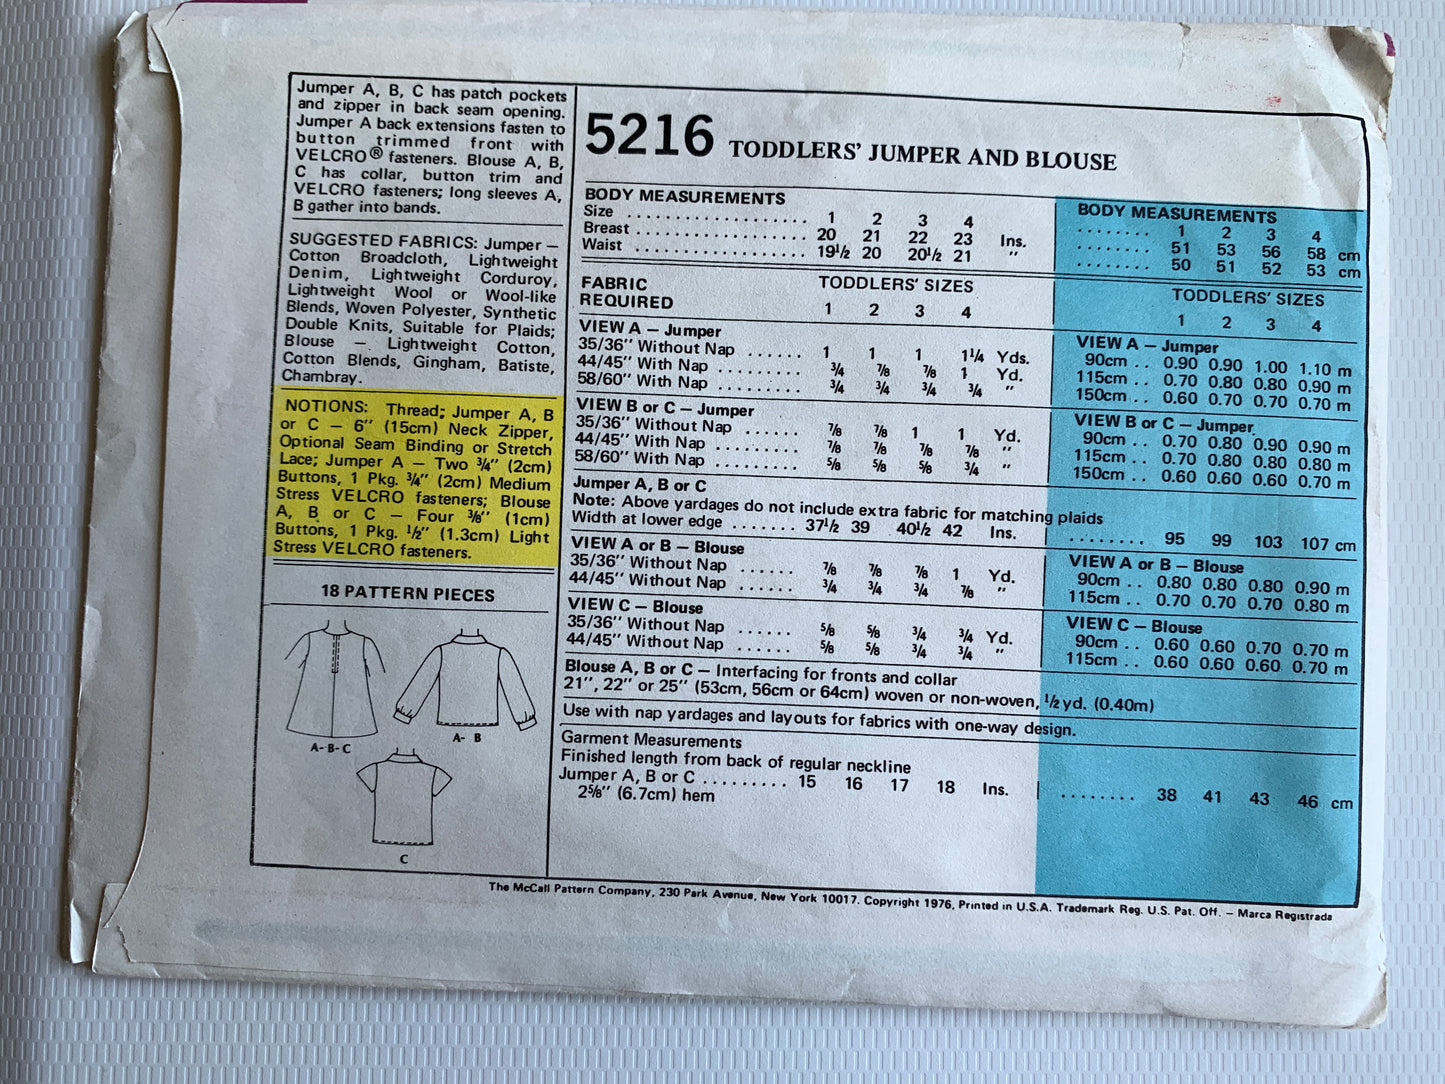 Jumper A, B, C has patch pockets
and zipper in back seam opening.
Jumper A back extensions fasten to
button trimmed front with
VELCRO® fasteners. Blouse A, B,
C has collar, button trim and
VELCRO fasteners; long sleeves A,
B gather into bands.
SUGGESTED FABRICS: Jumper —
Cotton Broadcloth, Lightweight
Denim, Lightweight Corduroy,
Lightweight Wool or Wool-like
Blends, Woven Polyester, Synthetic
Double Knits, Suitable for Plaids;
Blouse — Lightweight Cotton,
Cotton Blends, Gingham, Batiste,
Chambray.
NOTIONS: Thread; Jumper A, B
or C — 6" (15cm) Neck Zipper,
Optional Seam Binding or Stretch
Lace; Jumper A — Two ¾" (2cm)
Buttons, 1 Pkg. ¾" (2cm) Medium
Stress VELCRO fasteners; Blouse
A, B or C — Four ⅜" (1cm)
Buttons, 1 Pkg. ½" (1.3cm) Light
Stress VELCRO fasteners.
18 PATTERN PIECES
A-B-C
A- B
C
5216 TODDLERS' JUMPER AND BLOUSE
BODY MEASUREMENTS BODY MEASUREMENTS
Size . . . . . . . . . . . . . . . . . . . 1 2 3 4 . . . . . . . . 1 2 3 4
Breast . . . . . . . . . . . . . . . . . . 20 21 22 23 Ins. . . . . . . . . 51 53 56 58 cm
Waist . . . . . . . . . . . . . . . . . . 19½ 20 20½ 21 " . . . . . . . . 50 51 52 53 cm
FABRIC TODDLERS' SIZES TODDLERS' SIZES
REQUIRED 1 2 3 4 1 2 3 4
VIEW A — Jumper VIEW A — Jumper
35/36" Without Nap . . . . . . 1 1 1 1¼ Yds. 90cm . . 0.90 0.90 1.00 1.10 m
44/45" With Nap . . . . . . . . . ¾ ⅞ ⅞ 1 Yd. 115cm . . 0.70 0.80 0.80 0.90 m
58/60" With Nap . . . . . . . . . ¾ ¾ ¾ ¾ " 150cm . . 0.60 0.70 0.70 0.70 m
VIEW B or C — Jumper VIEW B or C — Jumper
35/36" Without Nap . . . . . . ⅞ ⅞ 1 1 Yd. 90cm . . 0.70 0.80 0.90 0.90 m
44/45" With Nap . . . . . . . . . ⅞ ⅞ ⅞ ⅞ " 115cm . . 0.70 0.80 0.80 0.80 m
58/60" With Nap . . . . . . . . . ⅝ ⅝ ⅝ ¾ " 150cm . . 0.60 0.60 0.60 0.70 m
Jumper A, B or C
Note: Above yardages do not include extra fabric for matching plaids
Width at lower edge . . . . . . . 37½ 39 40½ 42 Ins. . . . . . . . . 95 99 103 107 cm
VIEW A or B — Blouse VIEW A or B — Blouse
35/36" Without Nap . . . . . . ⅞ ⅞ ⅞ 1 Yd. 90cm . . 0.80 0.80 0.80 0.90 m
44/45" Without Nap . . . . . . ¾ ¾ ¾ ⅞ " 115cm . . 0.70 0.70 0.70 0.80 m
VIEW C — Blouse VIEW C — Blouse
35/36" Without Nap . . . . . . ⅝ ⅝ ¾ ¾ Yd. 90cm . . 0.60 0.60 0.70 0.70 m
44/45" Without Nap . . . . . . ⅝ ⅝ ¾ ¾ " 115cm . . 0.60 0.60 0.60 0.70 m
Blouse A, B or C — Interfacing for fronts and collar
21", 22" or 25" (53cm, 56cm or 64cm) woven or non-woven, ½ yd. (0.40m)
Use with nap yardages and layouts for fabrics with one-way design.
Garment Measurements
Finished length from back of regular neckline
Jumper A, B or C . . . . . . . . . 15 16 17 18 Ins. . . . . . . . . 38 41 43 46 cm
2⅝" (6.7cm) hem
The McCall Pattern Company, 230 Park Avenue, New York 10017. Copyright 1976, Printed in U.S.A. Trademark Reg. U.S. Pat. Off. — Marca Registrada